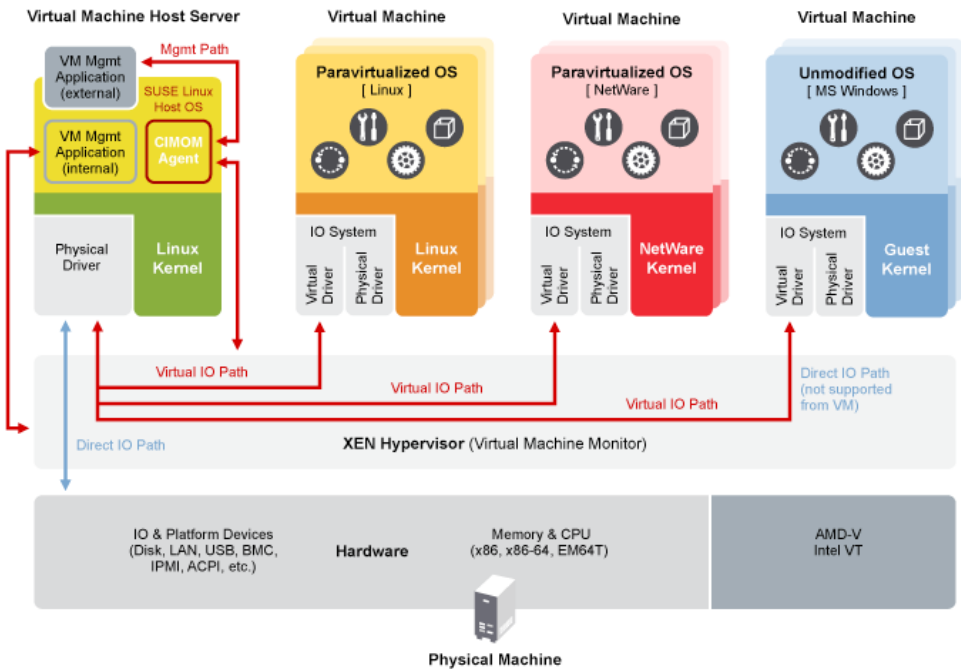 Virtual Machine Host Server
Virtual Machine
Virtual Machine
Virtual Machine
VM Mgmt
Application
(external)
Mgmt Path
SUSE Linux
Host OS
VM Mgmt
Application
(internal)
CIMOM
Agent
Physical
Driver
Linux
Kernel
Paravirtualized OS
[ Linux ]
IO System
Virtual
Driver
Physical
Driver
Linux
Kernel
Paravirtualized OS
[ NetWare ]
IO System
Virtual
Driver
Physical
Driver
NetWare
Kernel
Unmodified OS
[ MS Windows ]
IO System
Virtual
Driver
Physical
Driver
Guest
Kernel
Virtual IO Path
Virtual IO Path
Virtual IO Path
Direct IO Path
(not supported
from VM)
Direct IO Path
XEN Hypervisor (Virtual Machine Monitor)
IO & Platform Devices
(Disk, LAN, USB, BMC,
IPMI, ACPI, etc.)
Hardware
Memory & CPU
(x86, x86-64, EM64T)
AMD-V
Intel VT
Physical Machine